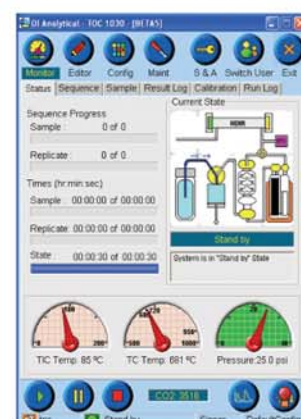 OI Analytical - TOC 1030 - [BETA5]
Monitor Editor Config Maint S & A Switch User Exit
Status Sequence Sample Result Log Calibration Run Log
Sequence Progress
Sample : 0 of 0
Replicate : 0 of 0
Times (hr:min:sec)
Sample : 00:00:00 of 00:00:00
Replicate: 00:00:00 of 00:00:00
State : 00:00:30 of 00:00:30
Current State
NDIR
Stand by
System is in "Stand by" State
TIC Temp: 85 ºC
TC Temp: 681 ºC
Pressure:25.0 psi
CO2:3518
Stand by